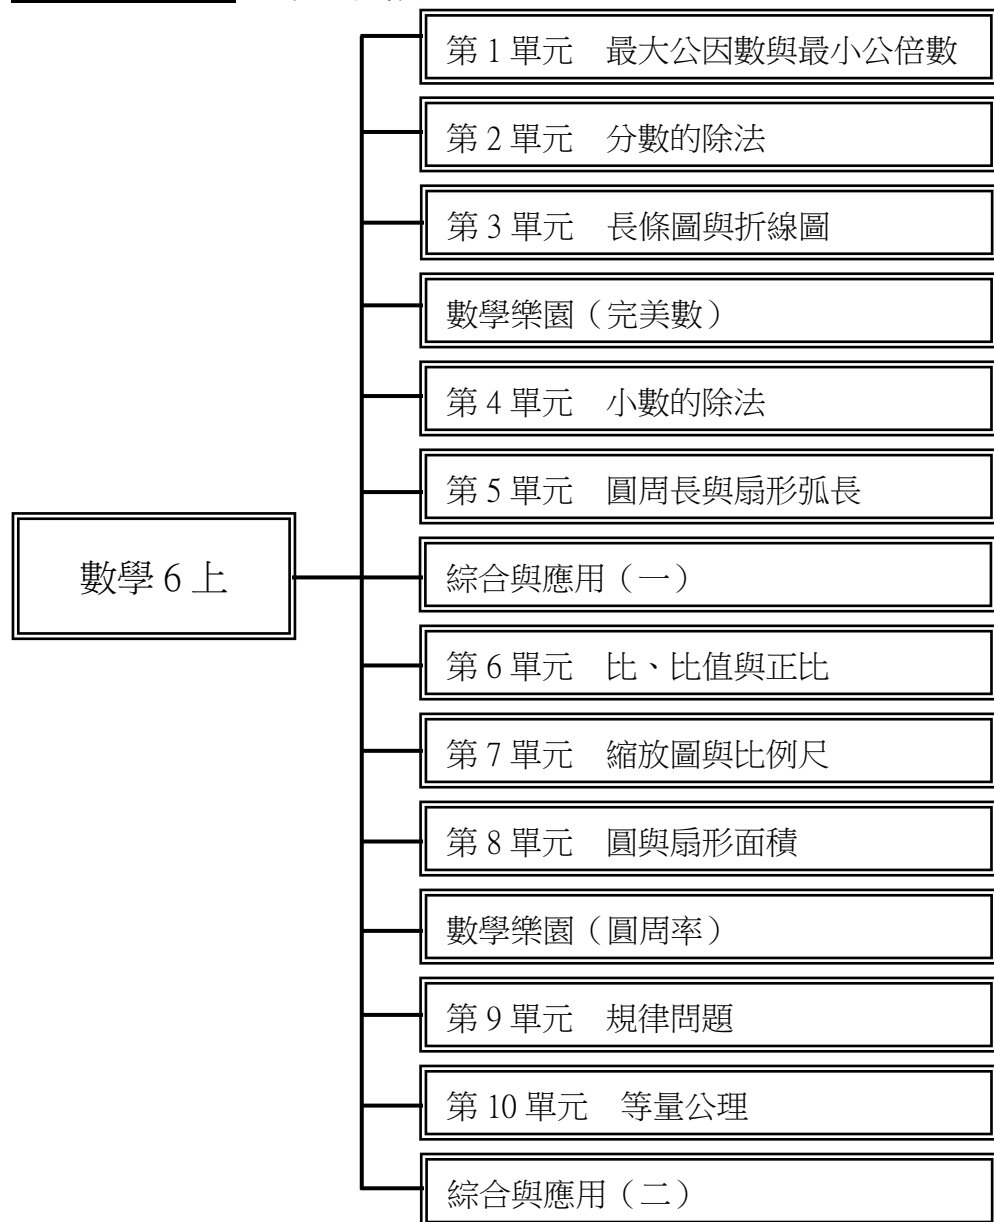 第 1 單元　最大公因數與最小公倍數
第 2 單元　分數的除法
第 3 單元　長條圖與折線圖
數學樂園（完美數）
第 4 單元　小數的除法
第 5 單元　圓周長與扇形弧長
數學 6 上
綜合與應用（一）
第 6 單元　比、比值與正比
第 7 單元　縮放圖與比例尺
第 8 單元　圓與扇形面積
數學樂園（圓周率）
第 9 單元　規律問題
第 10 單元　等量公理
綜合與應用（二）